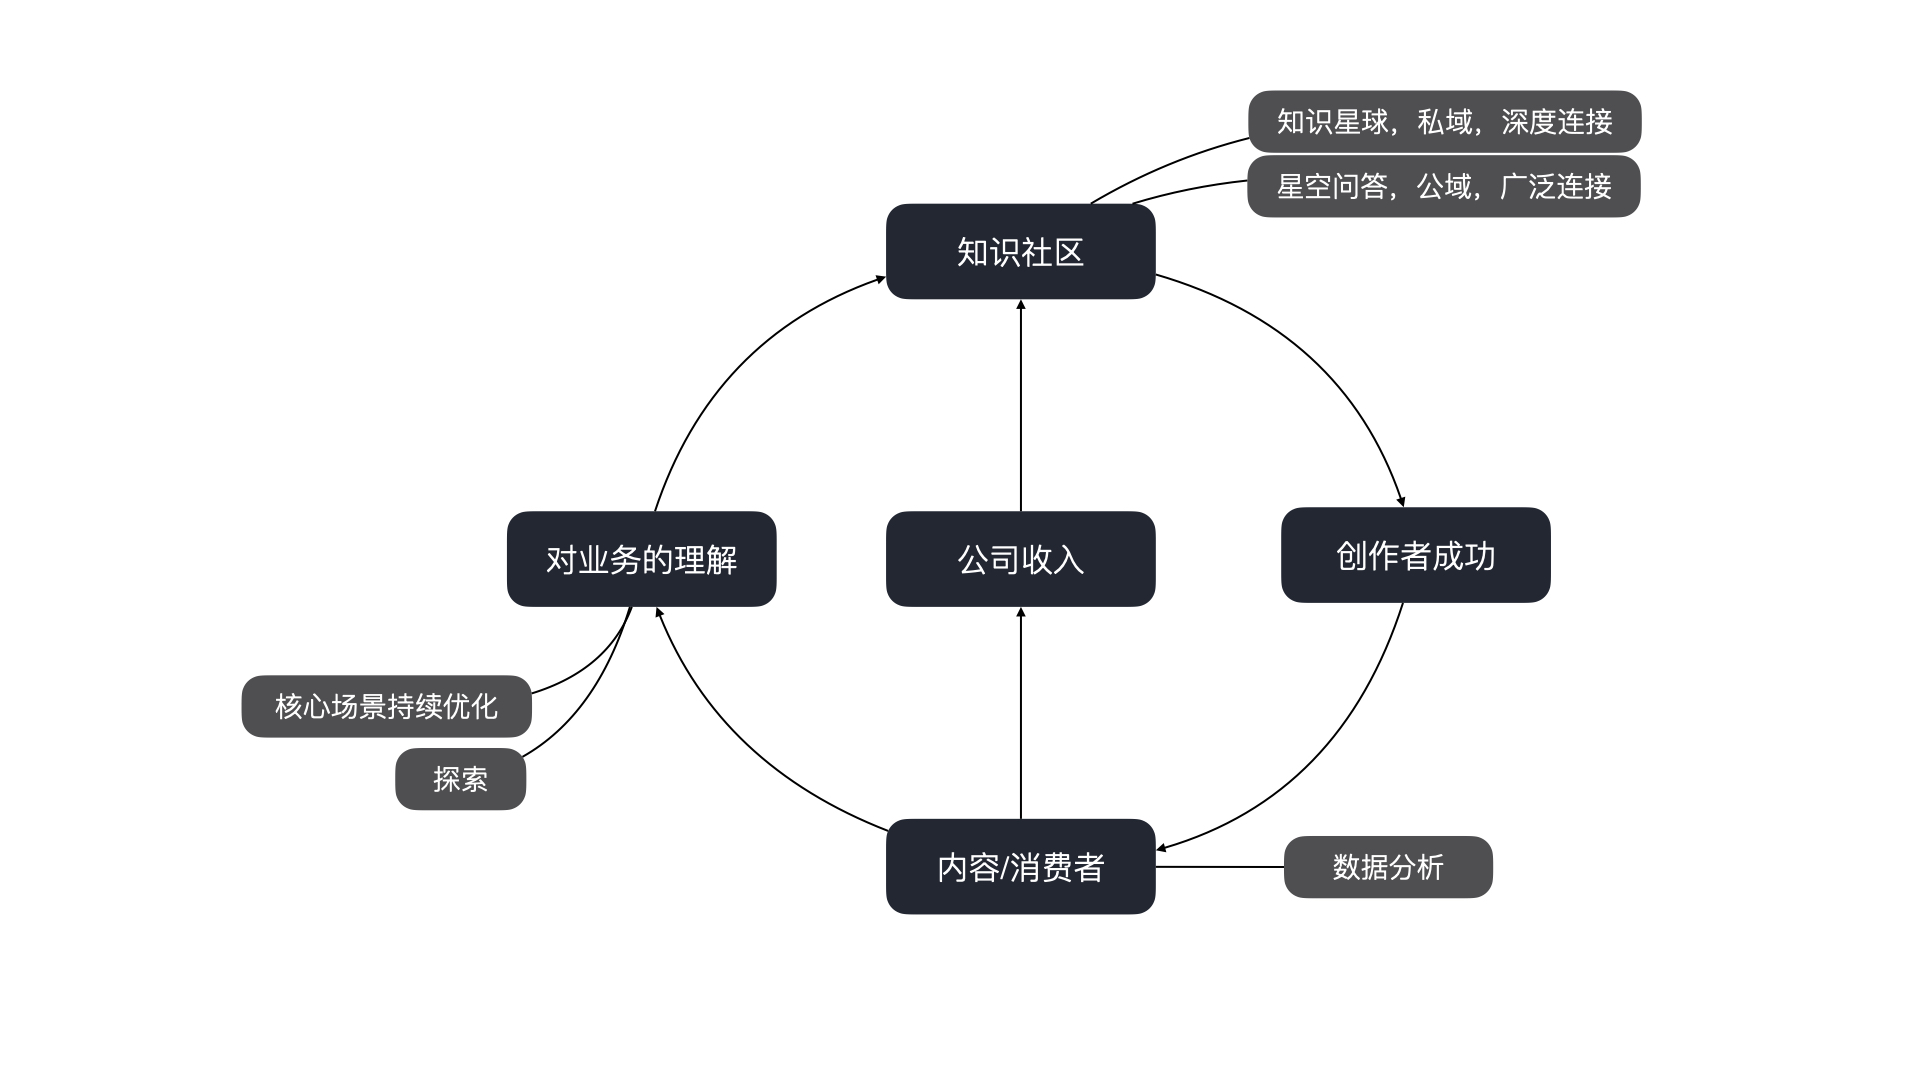 知识星球，私域，深度连接
星空问答，公域，广泛连接
知识社区
对业务的理解
公司收入
创作者成功
核心场景持续优化
探索
内容/消费者
数据分析